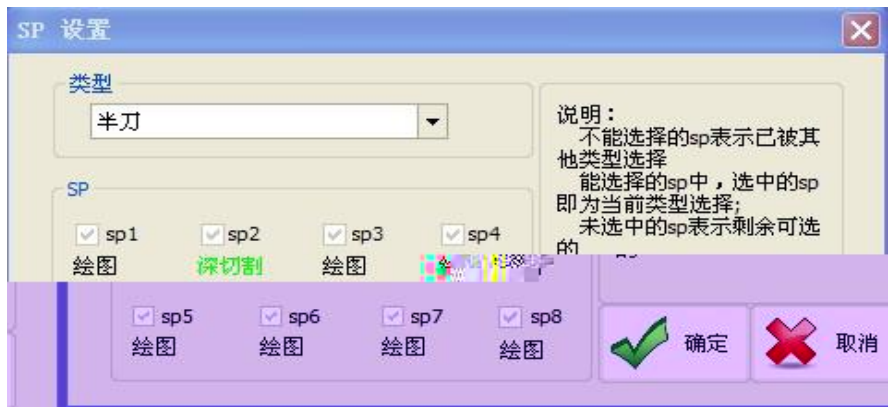 SP 设置
类型
半刀
说明：
不能选择的sp表示已被其
他类型选择
能选择的sp中，选中的sp
即为当前类型选择;
未选中的sp表示剩余可选
的
SP
sp1 sp2 sp3 sp4
绘图 深切割 绘图
sp5 sp6 sp7 sp8
绘图 绘图 绘图 绘图
确定 取消